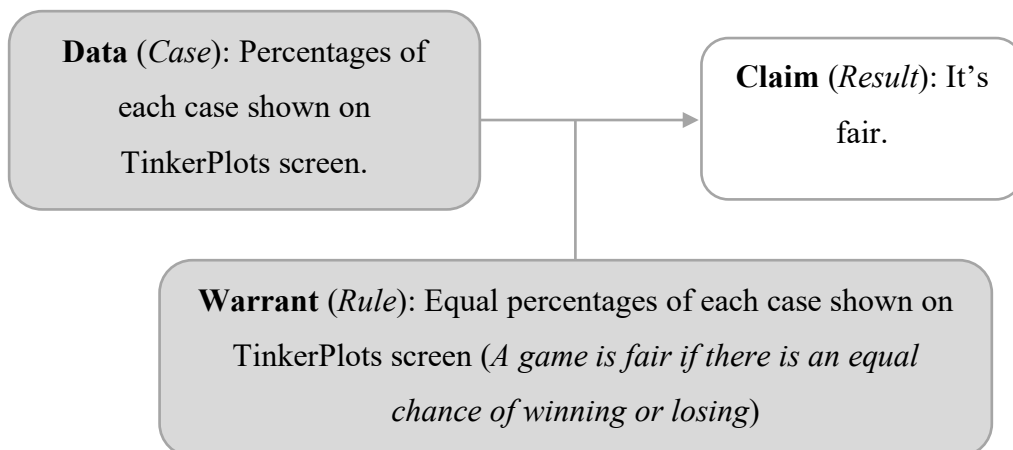 Data (Case): Percentages of
each case shown on
TinkerPlots screen.
Claim (Result): It’s
fair.
Warrant (Rule): Equal percentages of each case shown on
TinkerPlots screen (A game is fair if there is an equal
chance of winning or losing)